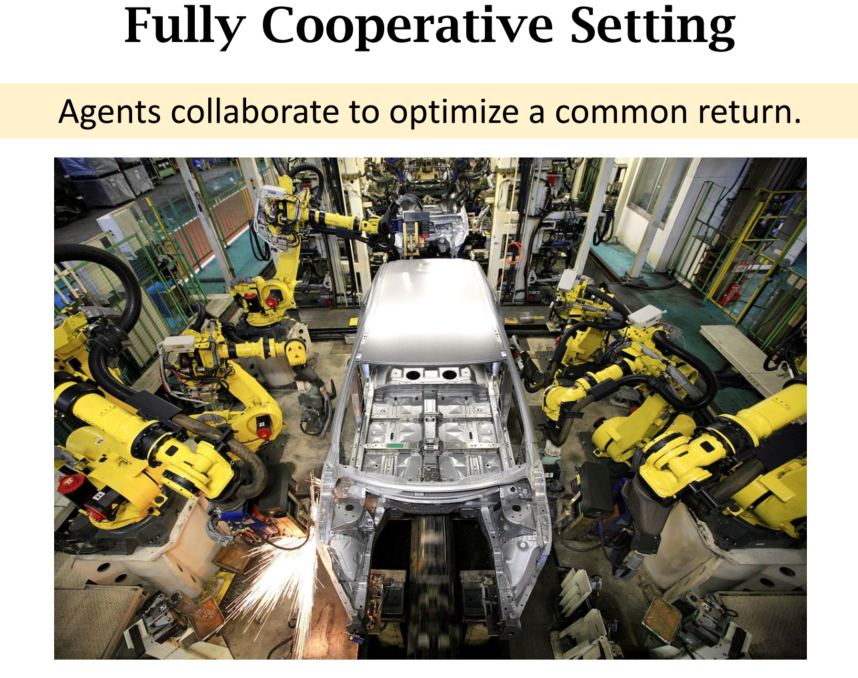 Fully Cooperative Setting
Agents collaborate to optimize a common return.